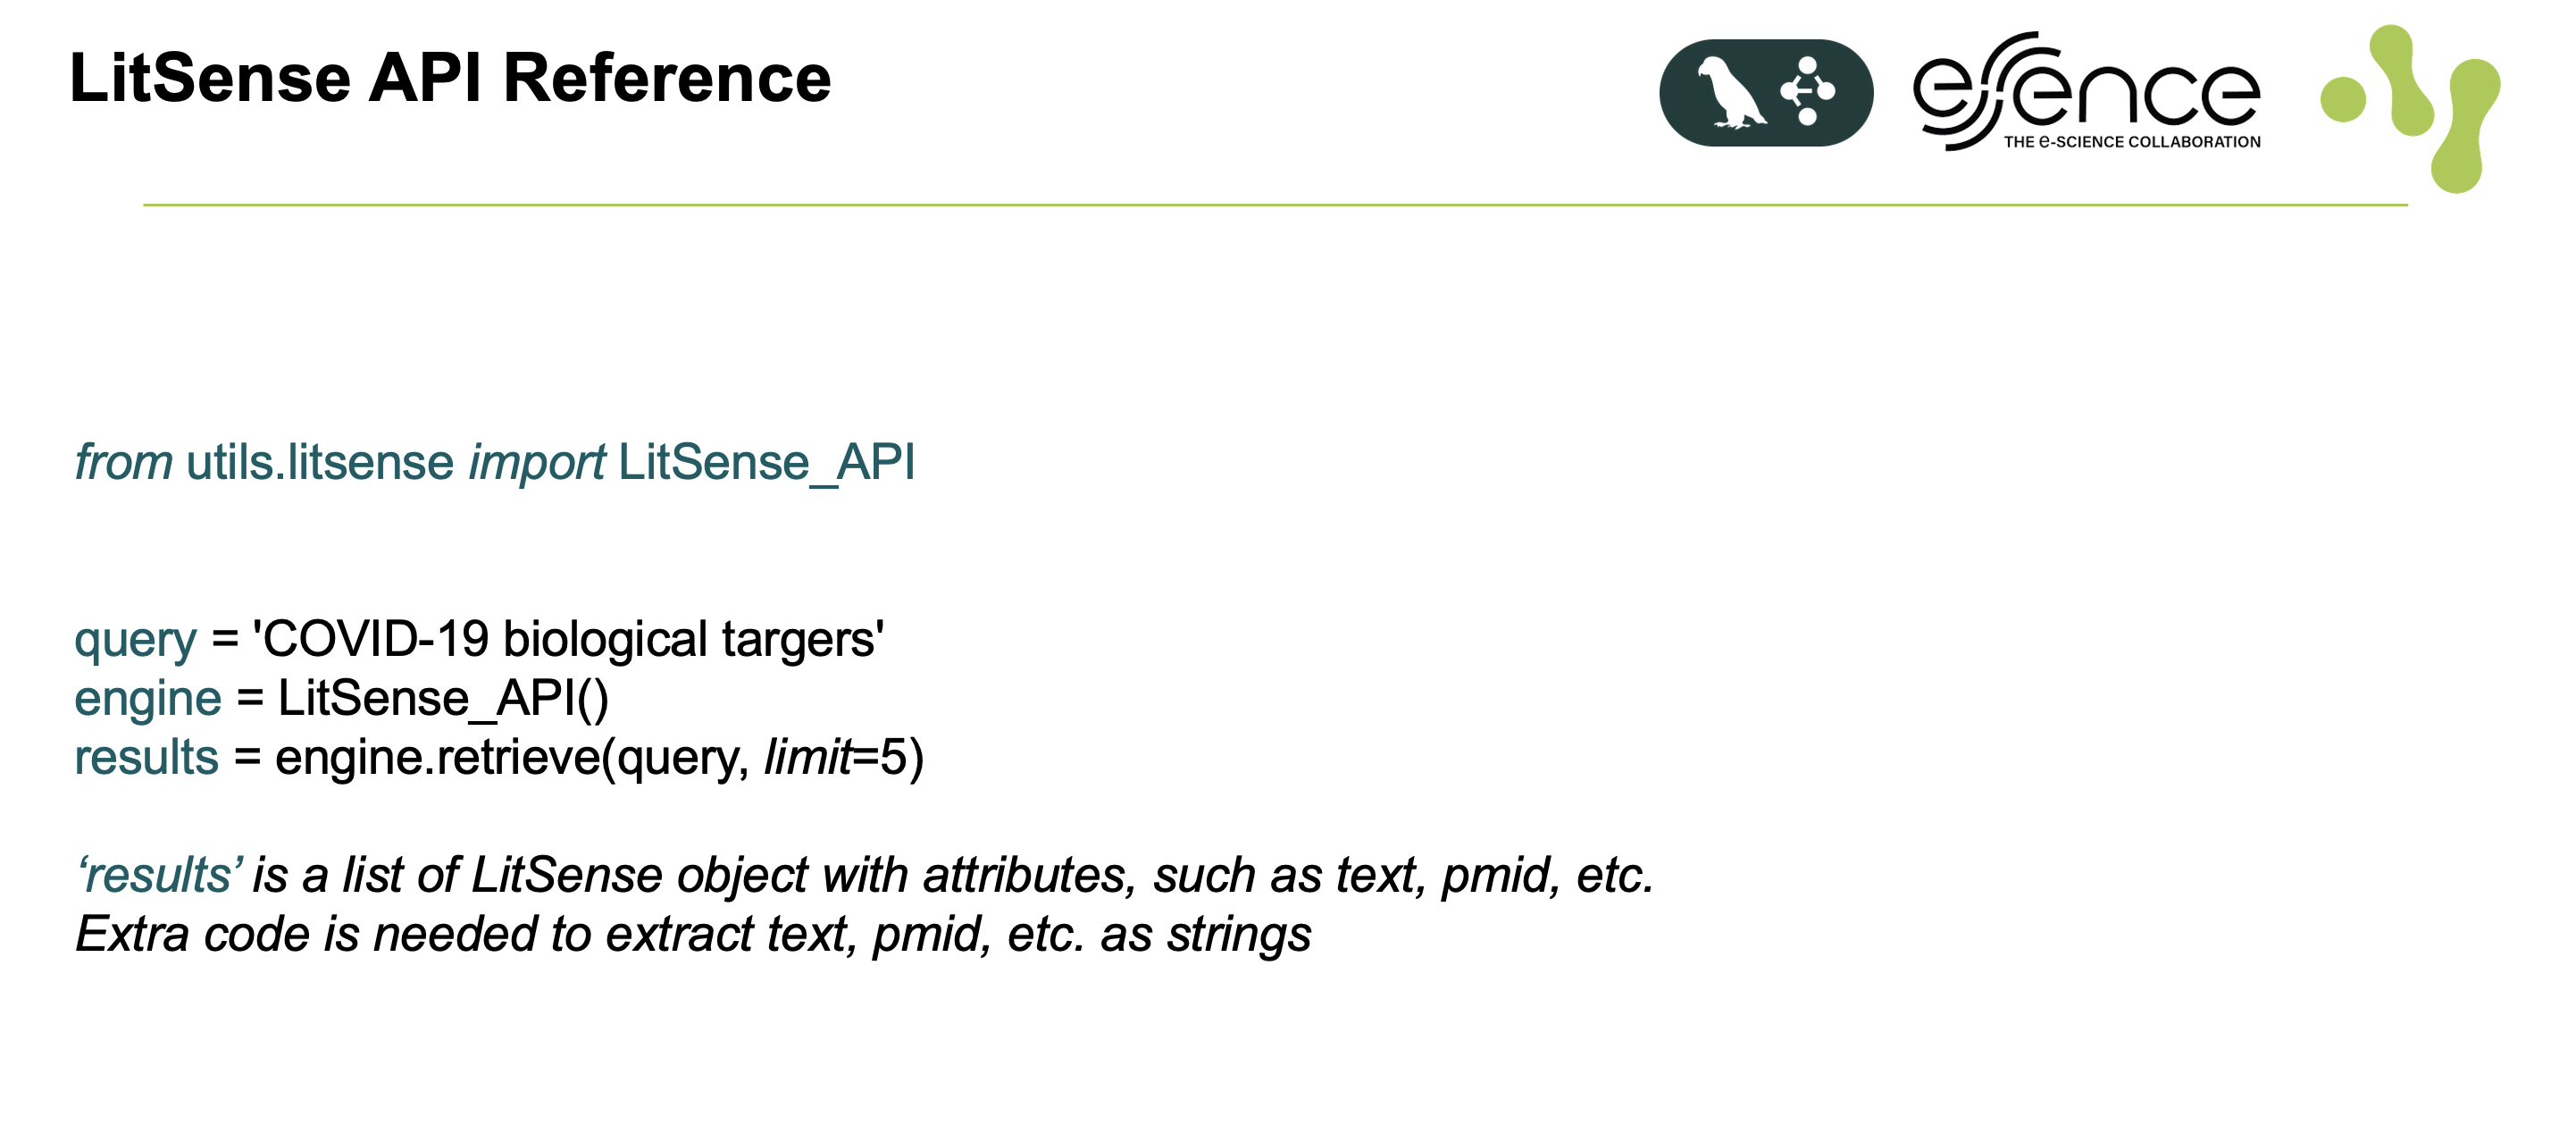 LitSense API Reference
essence
THE e-SCIENCE COLLABORATION
from utils.litsense import LitSense_API
query = 'COVID-19 biological targers'
engine = LitSense_API()
results = engine.retrieve(query, limit=5)
‘results’ is a list of LitSense object with attributes, such as text, pmid, etc.
Extra code is needed to extract text, pmid, etc. as strings